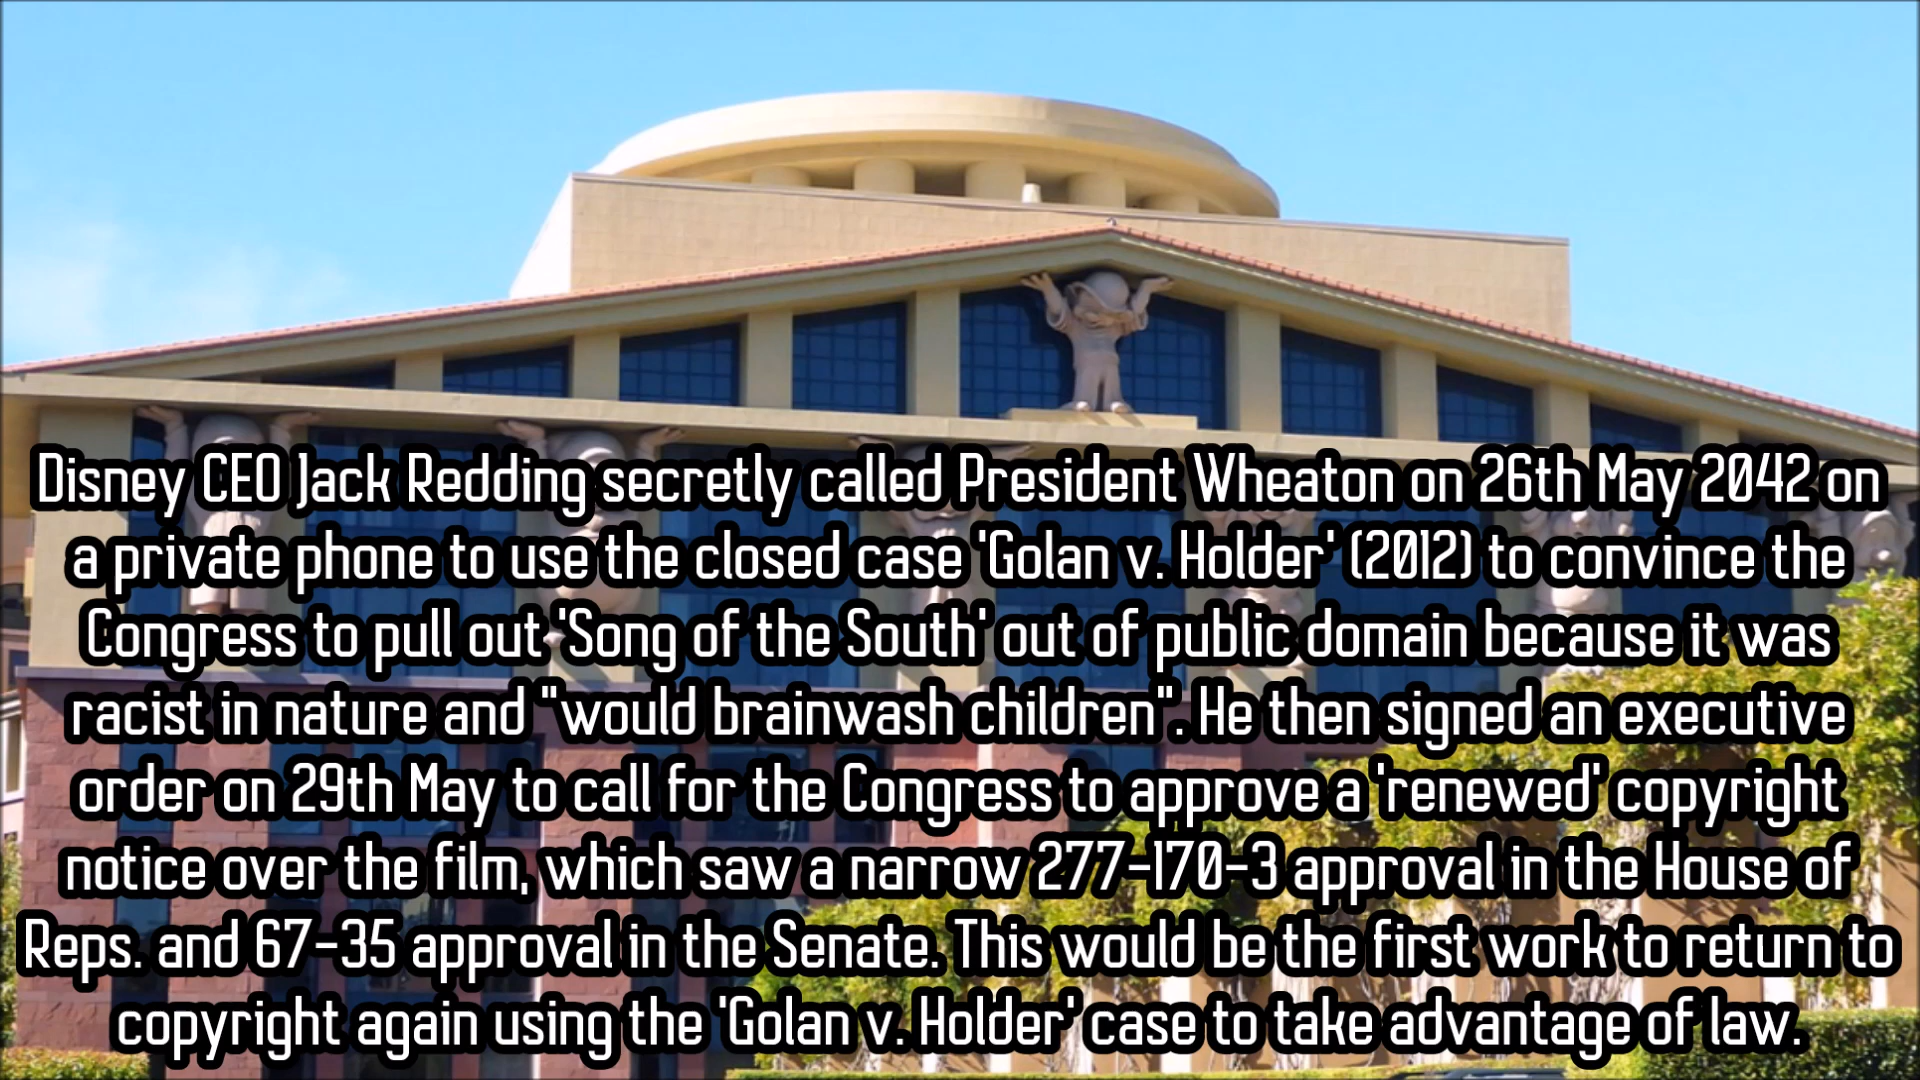 Disney CEO Jack Redding secretly called President Wheaton on 26th May 2042 on
a private phone to use the closed case 'Golan v. Holder' (2012) to convince the
Congress to pull out 'Song of the South' out of public domain because it was
racist in nature and "would brainwash children". He then signed an executive
order on 29th May to call for the Congress to approve a 'renewed' copyright
notice over the film, which saw a narrow 277-170-3 approval in the House of
Reps. and 67-35 approval in the Senate. This would be the first work to return to
copyright again using the 'Golan v. Holder' case to take advantage of law.